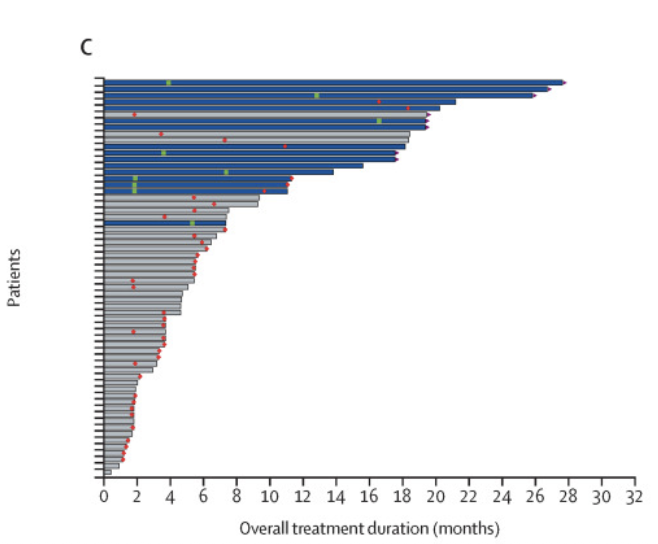 C
Patients
0 2 4 6 8 10 12 14 16 18 20 22 24 26 28 30 32
Overall treatment duration (months)